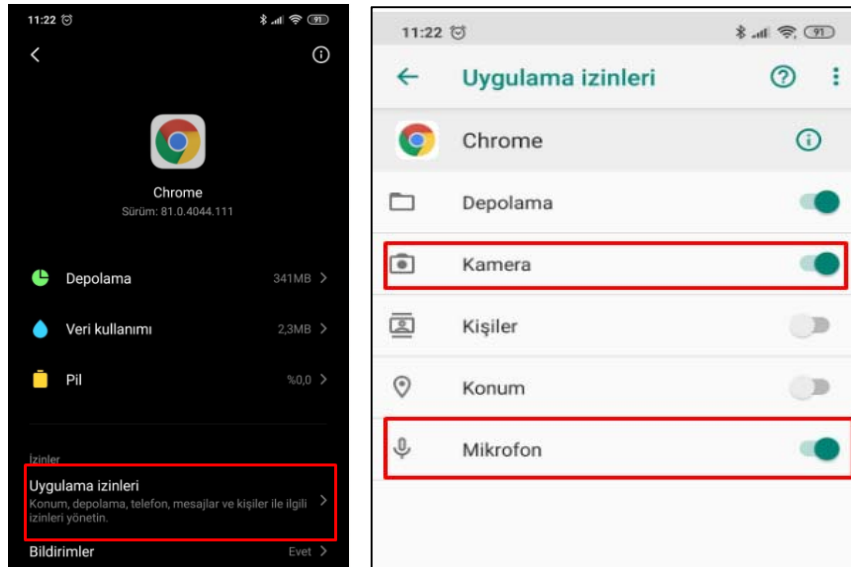 11:22
91
Chrome
Sürüm: 81.0.4044.111
Depolama 341MB
Veri kullanımı 2,3MB
Pil %0,0
İzinler
Uygulama izinleri
Konum, depolama, telefon, mesajlar ve kişiler ile ilgili
izinleri yönetin.
Bildirimler Evet
11:22
91
Uygulama izinleri
Chrome
Depolama
Kamera
Kişiler
Konum
Mikrofon